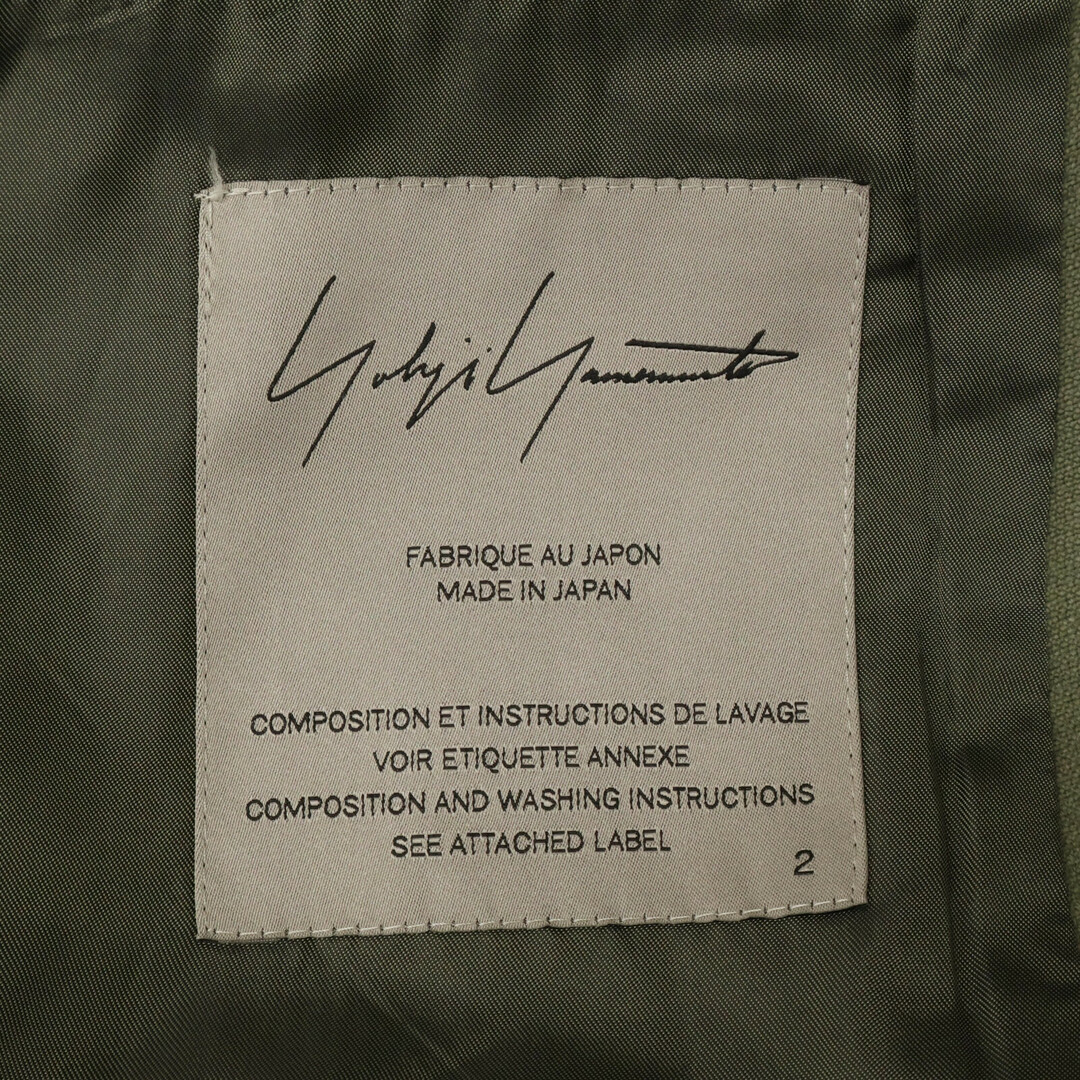 Yohji Yamamoto
FABRIQUE AU JAPON
MADE IN JAPAN
COMPOSITION ET INSTRUCTIONS DE LAVAGE
VOIR ETIQUETTE ANNEXE
COMPOSITION AND WASHING INSTRUCTIONS
SEE ATTACHED LABEL
2